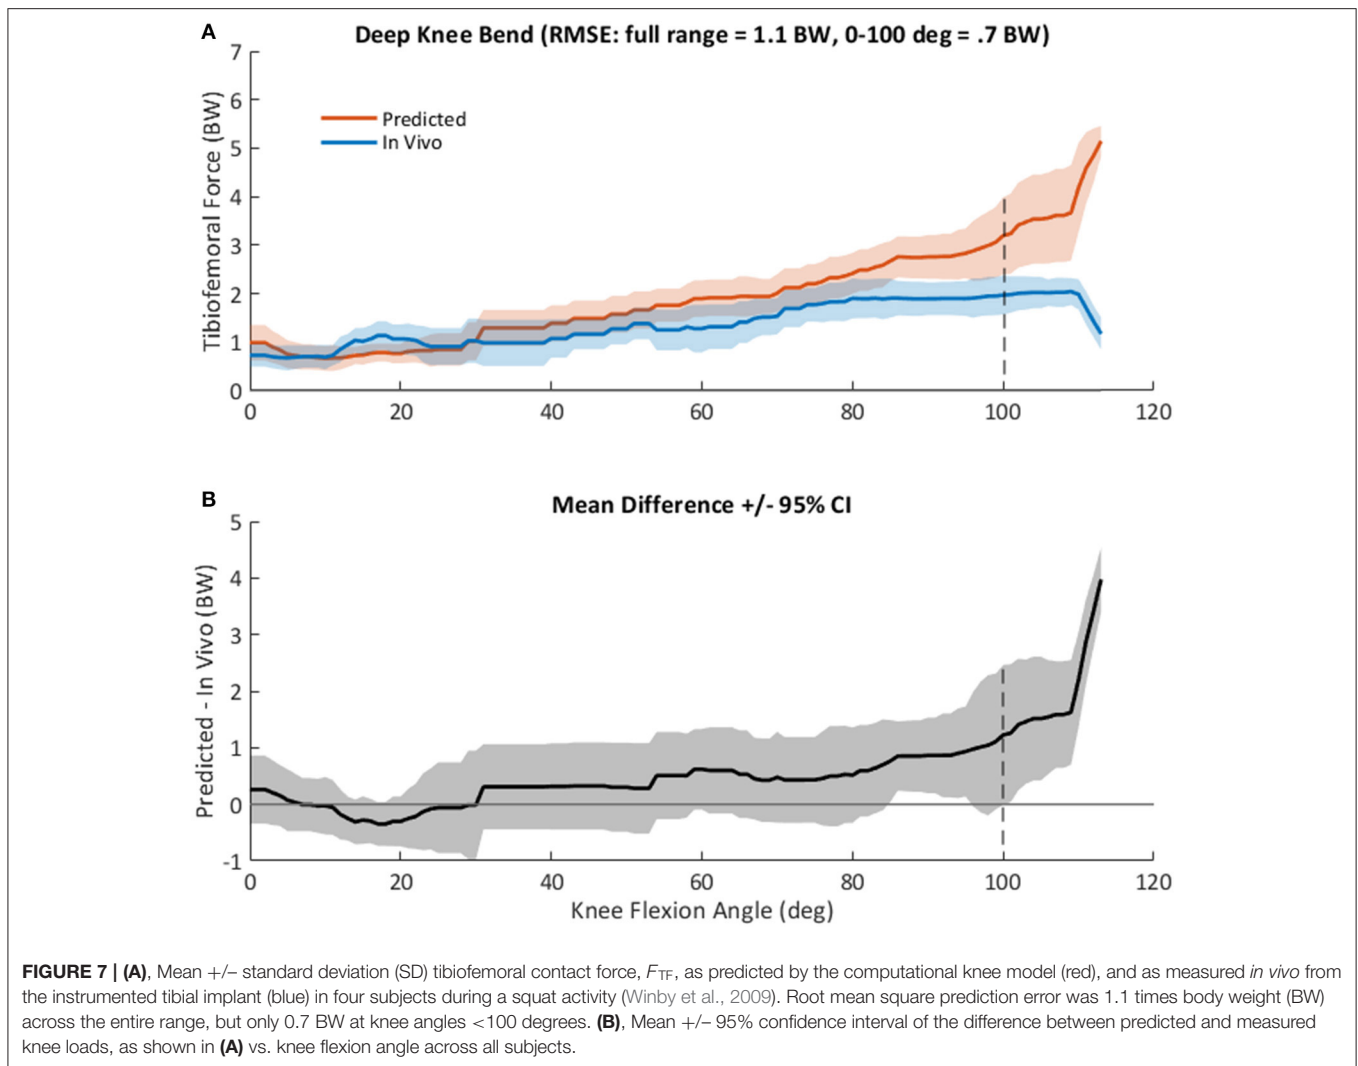 A
Deep Knee Bend (RMSE: full range = 1.1 BW, 0-100 deg = .7 BW)
7
6
5
4
3
2
1
0
Tibiofemoral Force (BW)
Predicted
In Vivo
0 20 40 60 80 100 120
B
Mean Difference +/- 95% CI
5
4
3
2
1
0
-1
Predicted - In Vivo (BW)
0 20 40 60 80 100 120
Knee Flexion Angle (deg)
FIGURE 7 | (A), Mean +/− standard deviation (SD) tibiofemoral contact force, FTF, as predicted by the computational knee model (red), and as measured in vivo from
the instrumented tibial implant (blue) in four subjects during a squat activity (Winby et al., 2009). Root mean square prediction error was 1.1 times body weight (BW)
across the entire range, but only 0.7 BW at knee angles <100 degrees. (B), Mean +/− 95% confidence interval of the difference between predicted and measured
knee loads, as shown in (A) vs. knee flexion angle across all subjects.